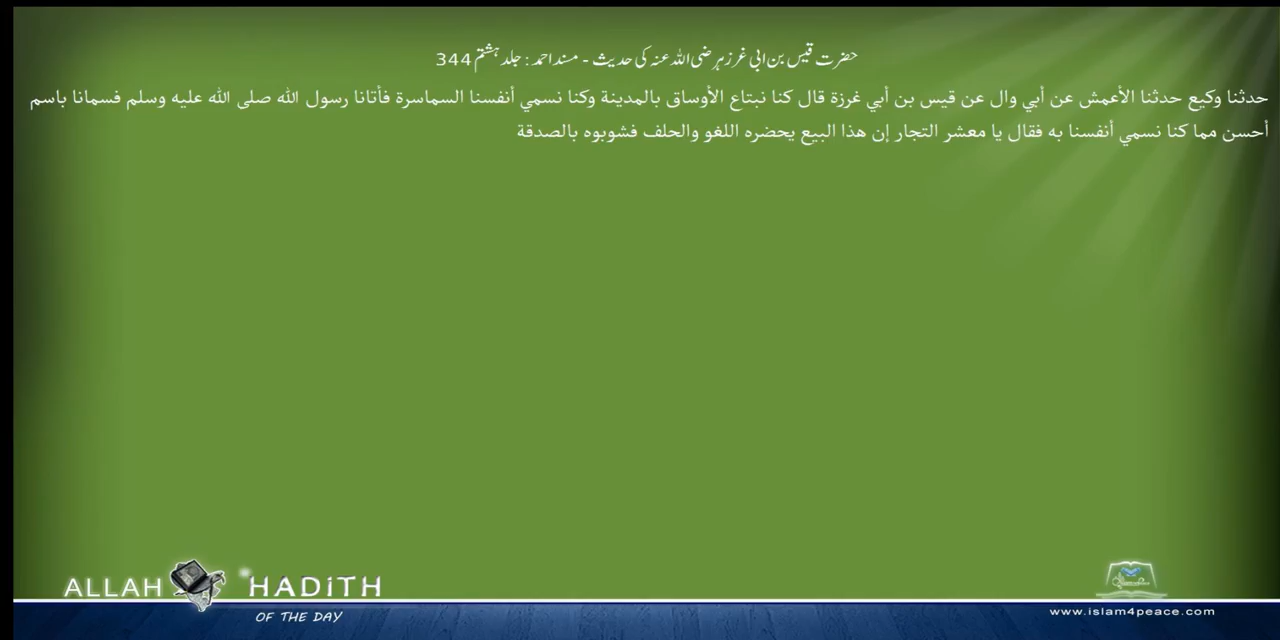 حضرت قیس بن ابی غرزہر ضی اللہ عنہ کی حدیث - مسند احمد : جلد ہشتم 344
حدثنا وكيع حدثنا الأعمش عن أبي وال عن قيس بن أبي غرزة قال كنا نبتاع الأوساق بالمدينة وكنا نسمي أنفسنا السماسرة فأتانا رسول الله صلى الله عليه وسلم فسمانا باسم
أحسن مما كنا نسمي أنفسنا به فقال يا معشر التجار إن هذا البيع يحضره اللغو والحلف فشوبوه بالصدقة
ALLAH HADITH
OF THE DAY
www.islam4peace.com